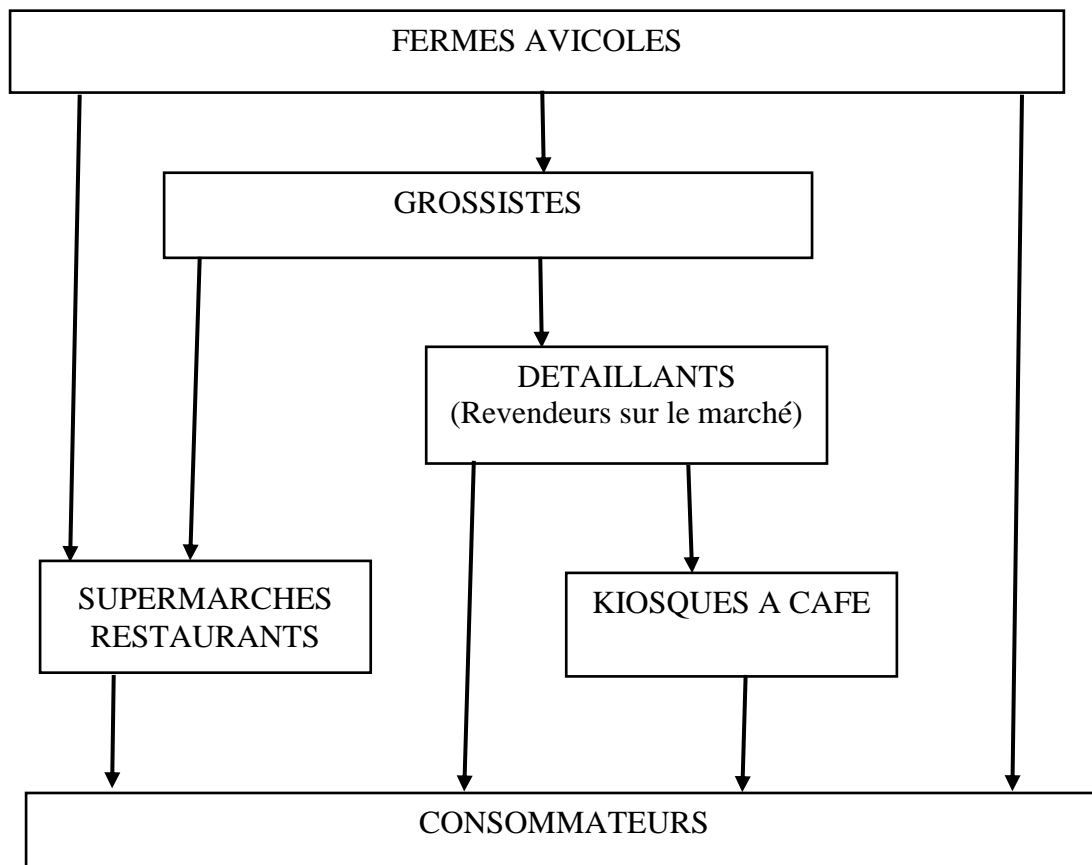 FERMES AVICOLES
GROSSISTES
DETAILLANTS
(Revendeurs sur le marché)
SUPERMARCHES
RESTAURANTS
KIOSQUES A CAFE
CONSOMMATEURS